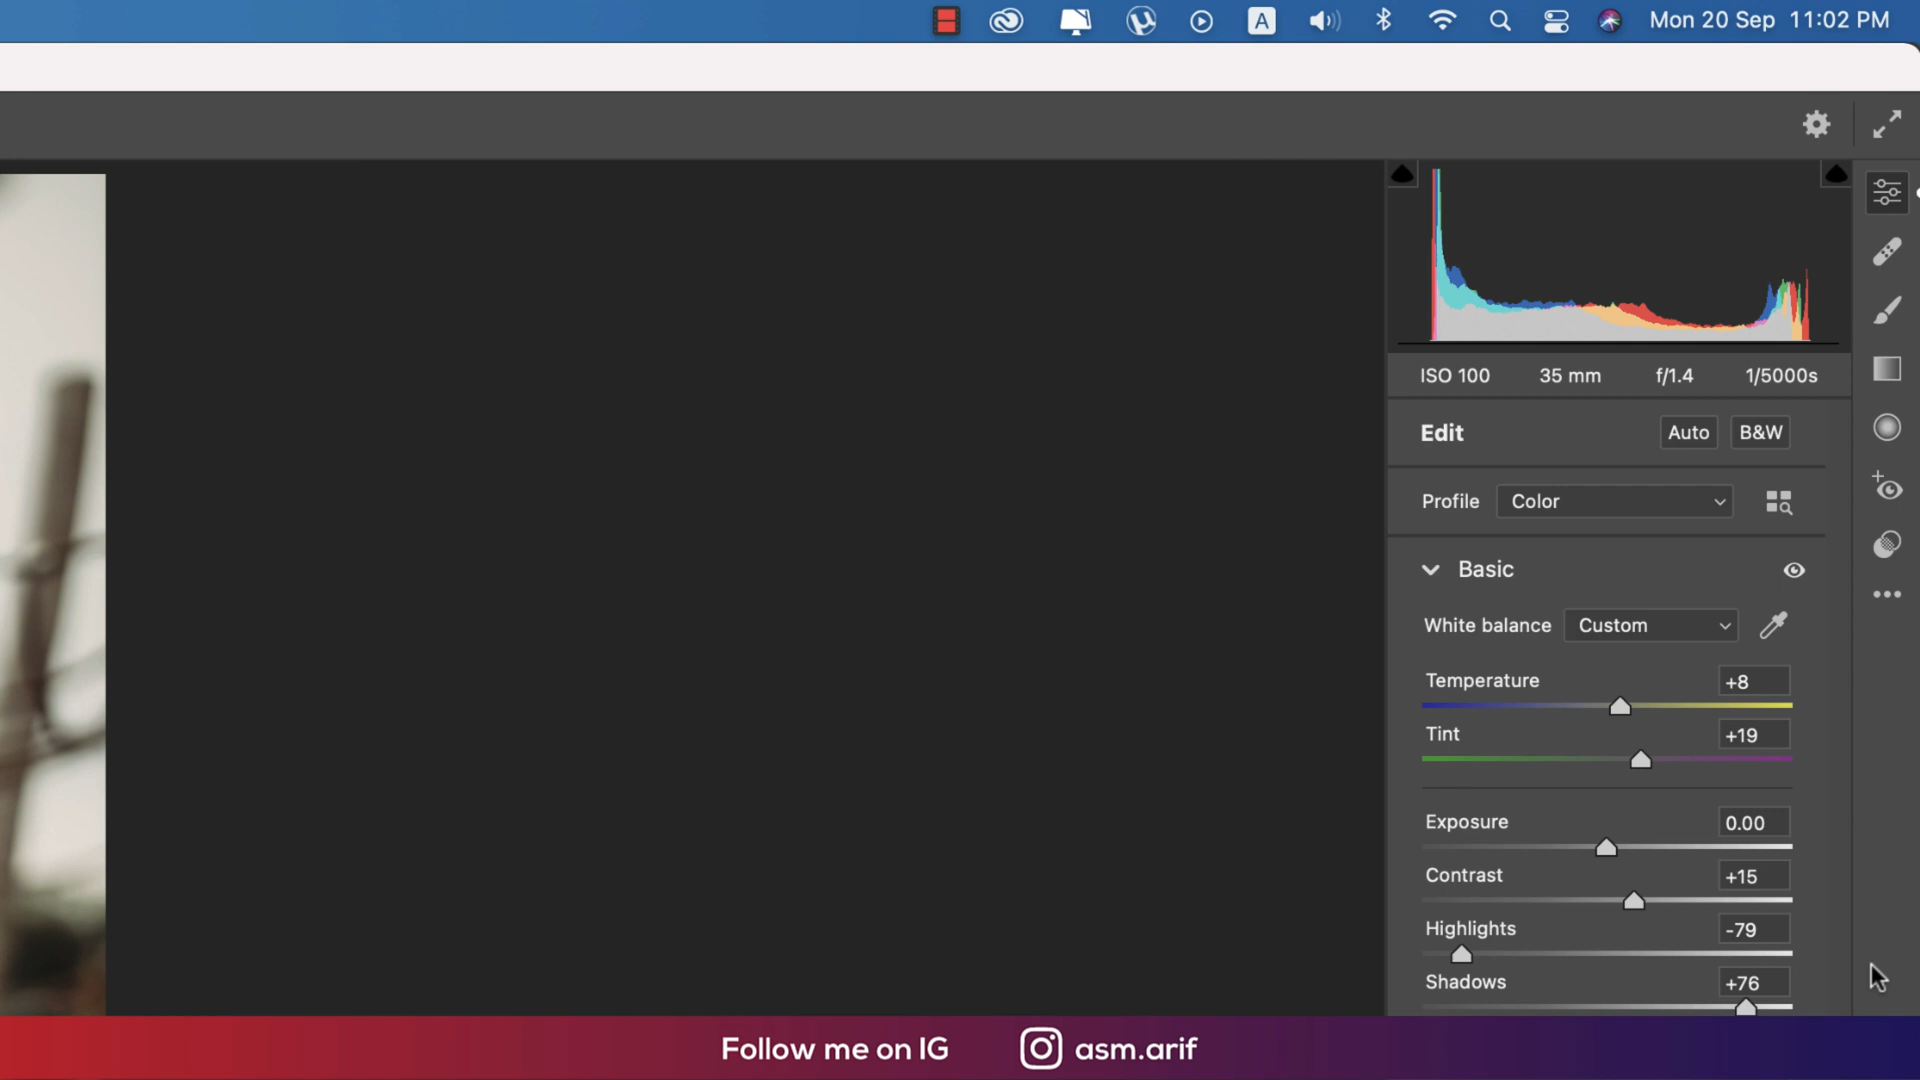 A
Mon 20 Sep 11:02 PM
ISO 100 35 mm f/1.4 1/5000s
Edit Auto B&W
Profile Color
Basic
White balance Custom
Temperature +8
Tint +19
Exposure 0.00
Contrast +15
Highlights -79
Shadows +76
Follow me on IG asm.arif